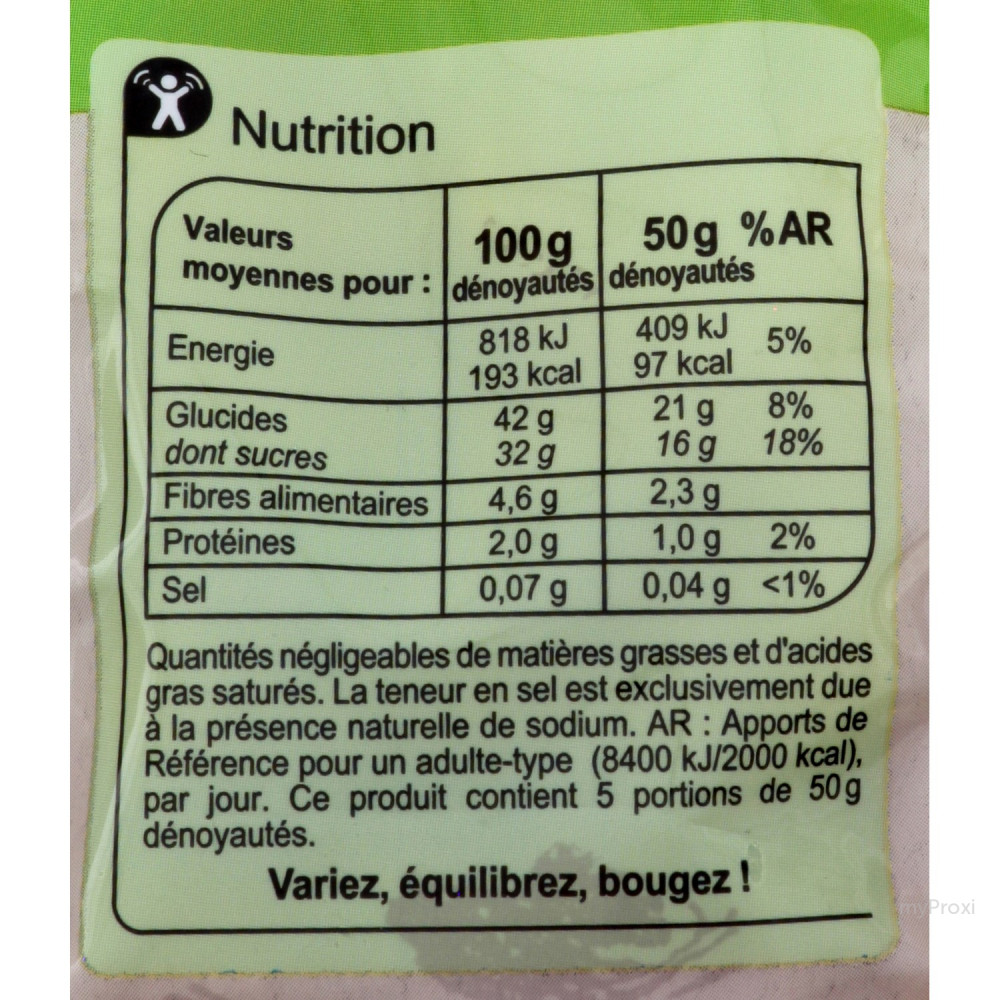 Nutrition
Valeurs moyennes pour : 100 g dénoyautés 50 g dénoyautés % AR
Energie 818 kJ 193 kcal 409 kJ 97 kcal 5%
Glucides 42 g 21 g 8%
dont sucres 32 g 16 g 18%
Fibres alimentaires 4,6 g 2,3 g
Protéines 2,0 g 1,0 g 2%
Sel 0,07 g 0,04 g <1%
Quantités négligeables de matières grasses et d'acides
gras saturés. La teneur en sel est exclusivement due
à la présence naturelle de sodium. AR : Apports de
Référence pour un adulte-type (8400 kJ/2000 kcal),
par jour. Ce produit contient 5 portions de 50 g
dénoyautés.
Variez, équilibrez, bougez !
myProxi